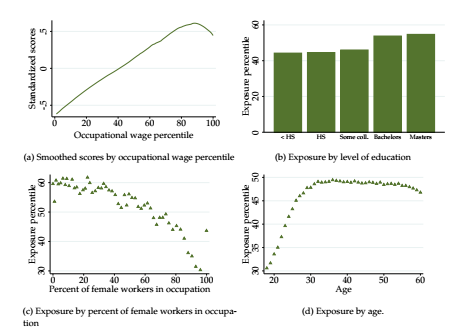 Standardized scores
.5
0
-.5
0 20 40 60 80 100
Occupational wage percentile
(a) Smoothed scores by occupational wage percentile
Exposure percentile
60
40
20
0
< HS HS Some coll. Bachelors Masters
(b) Exposure by level of education
Exposure percentile
60
50
40
30
0 20 40 60 80 100
Percent of female workers in occupation
(c) Exposure by percent of female workers in occupa-
tion
Exposure percentile
50
45
40
35
30
20 30 40 50 60
Age
(d) Exposure by age.